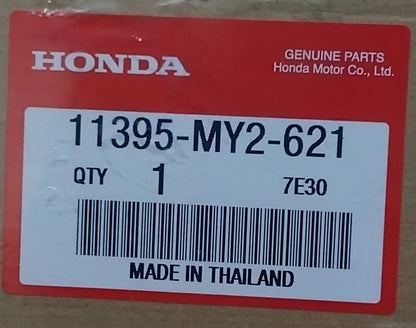 HONDA
GENUINE PARTS
Honda Motor Co., Ltd.
11395-MY2-621
QTY 1 7E30
MADE IN THAILAND